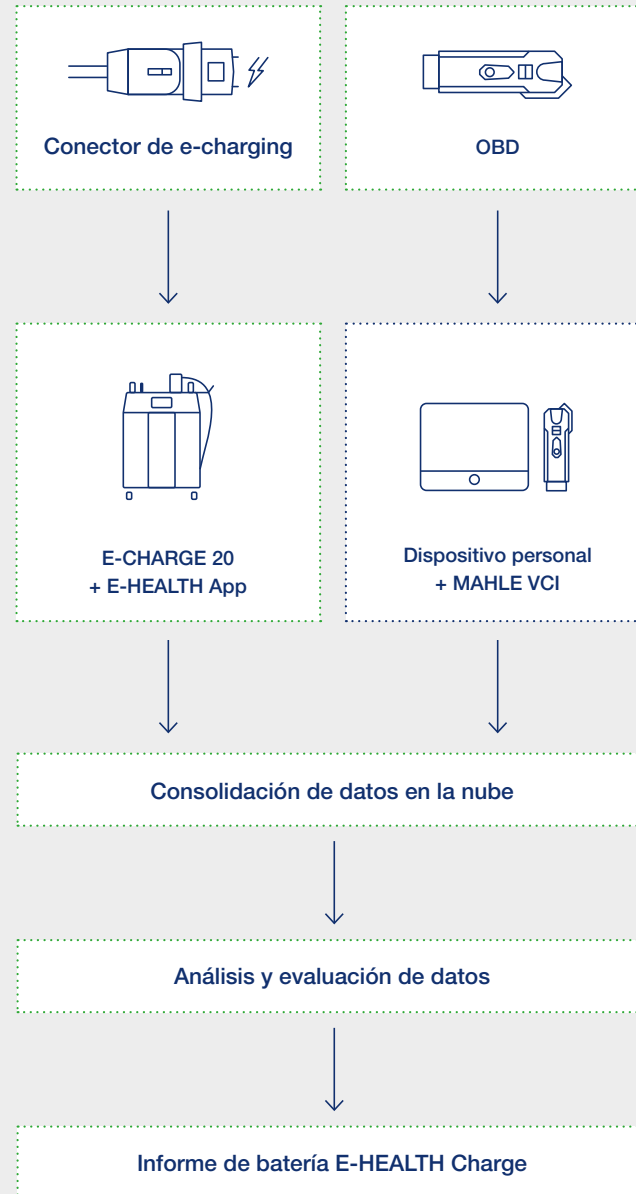 Conector de e-charging
OBD
E-CHARGE 20
+ E-HEALTH App
Dispositivo personal
+ MAHLE VCI
Consolidación de datos en la nube
Análisis y evaluación de datos
Informe de batería E-HEALTH Charge